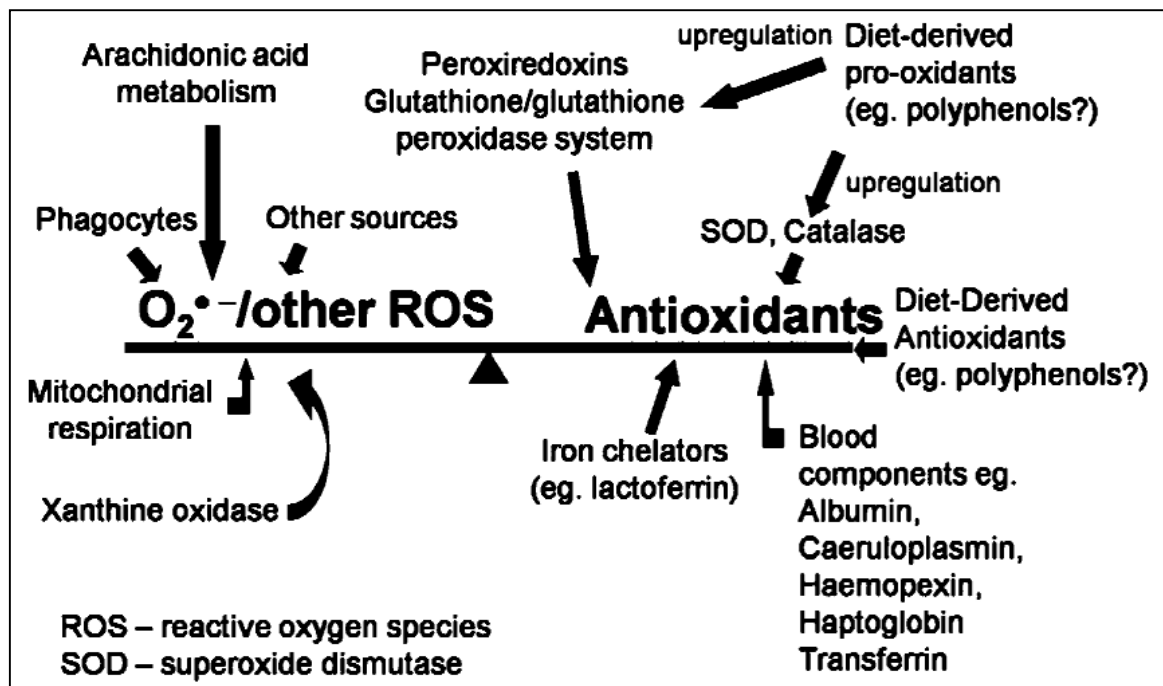 Arachidonic acid
metabolism
Peroxiredoxins
Glutathione/glutathione
peroxidase system
upregulation
Diet-derived
pro-oxidants
(eg. polyphenols?)
upregulation
Phagocytes
Other sources
SOD, Catalase
O₂•⁻/other ROS
Antioxidants
Diet-Derived
Antioxidants
(eg. polyphenols?)
Mitochondrial
respiration
Xanthine oxidase
Iron chelators
(eg. lactoferrin)
Blood
components eg.
Albumin,
Caeruloplasmin,
Haemopexin,
Haptoglobin
Transferrin
ROS – reactive oxygen species
SOD – superoxide dismutase